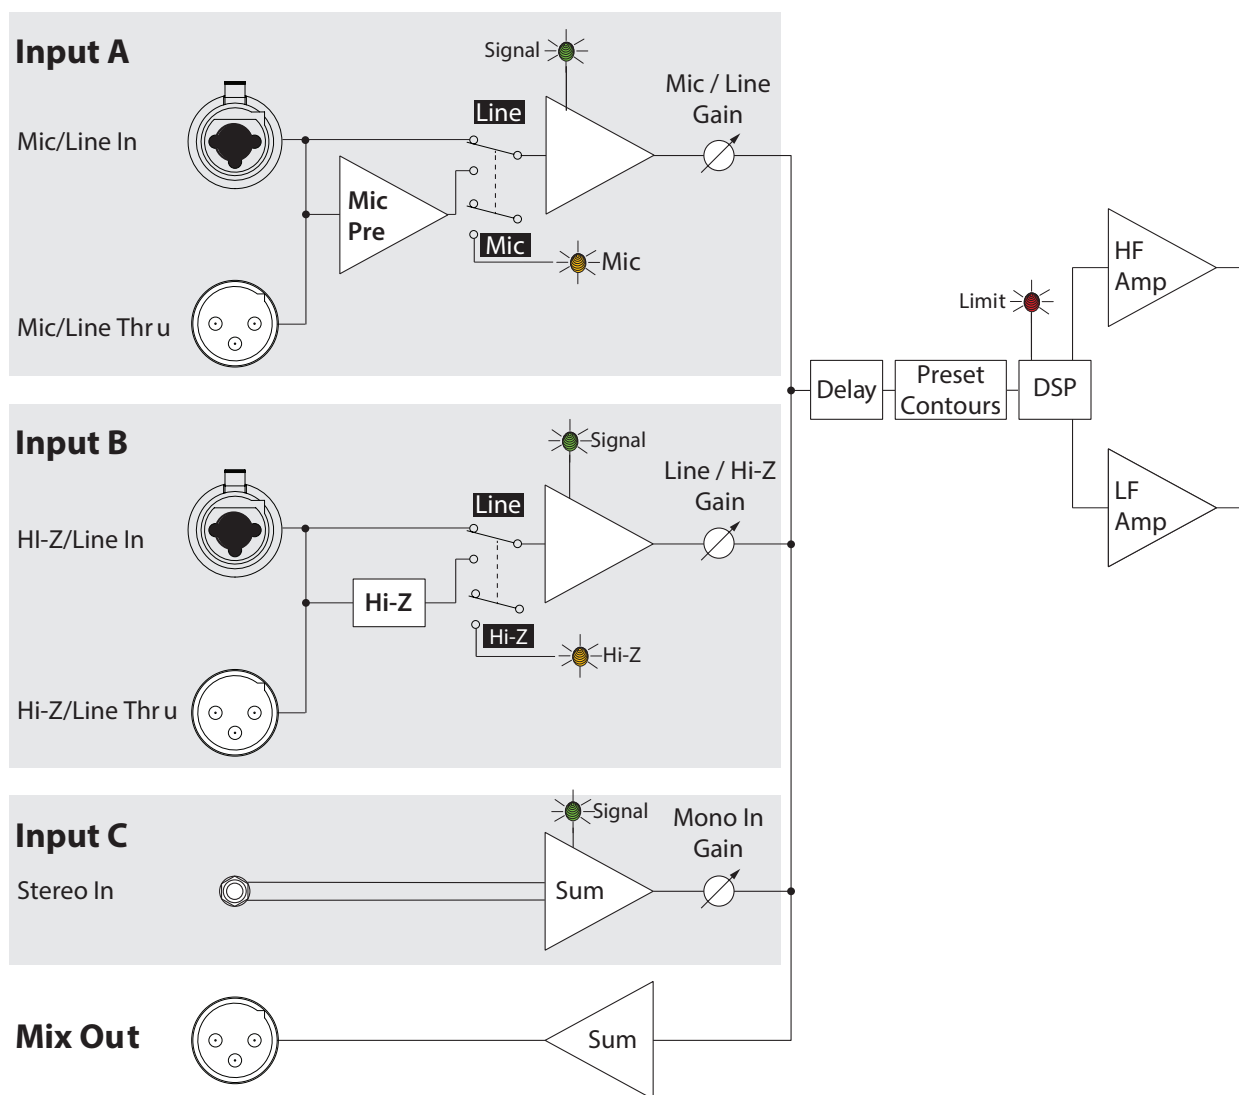 Input A
Signal
Mic / Line
Gain
Mic/Line In
Line
Mic
Pre
Mic
Mic
Mic/Line Thru
HF
Amp
Limit
Delay
Preset
Contours
DSP
Input B
Signal
Line / Hi-Z
Gain
HI-Z/Line In
Line
LF
Amp
Hi-Z
Hi-Z
Hi-Z
Hi-Z/Line Thru
Input C
Signal
Mono In
Gain
Stereo In
Sum
Mix Out
Sum